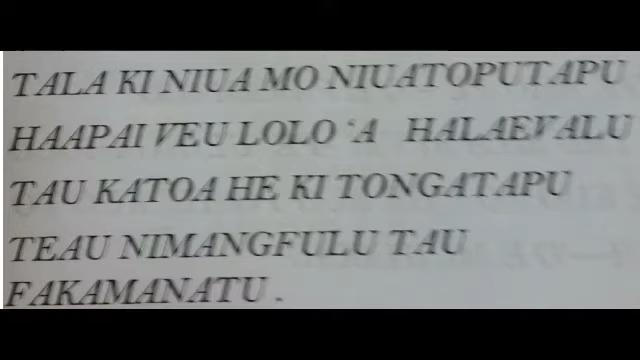 TALA KI NIUA MO NIUATOPUTAPU
HAAPAI VEU LOLO ‘A HALAEVALU
TAU KATOA HE KI TONGATAPU
TEAU NIMANGFULU TAU
FAKAMANATU .